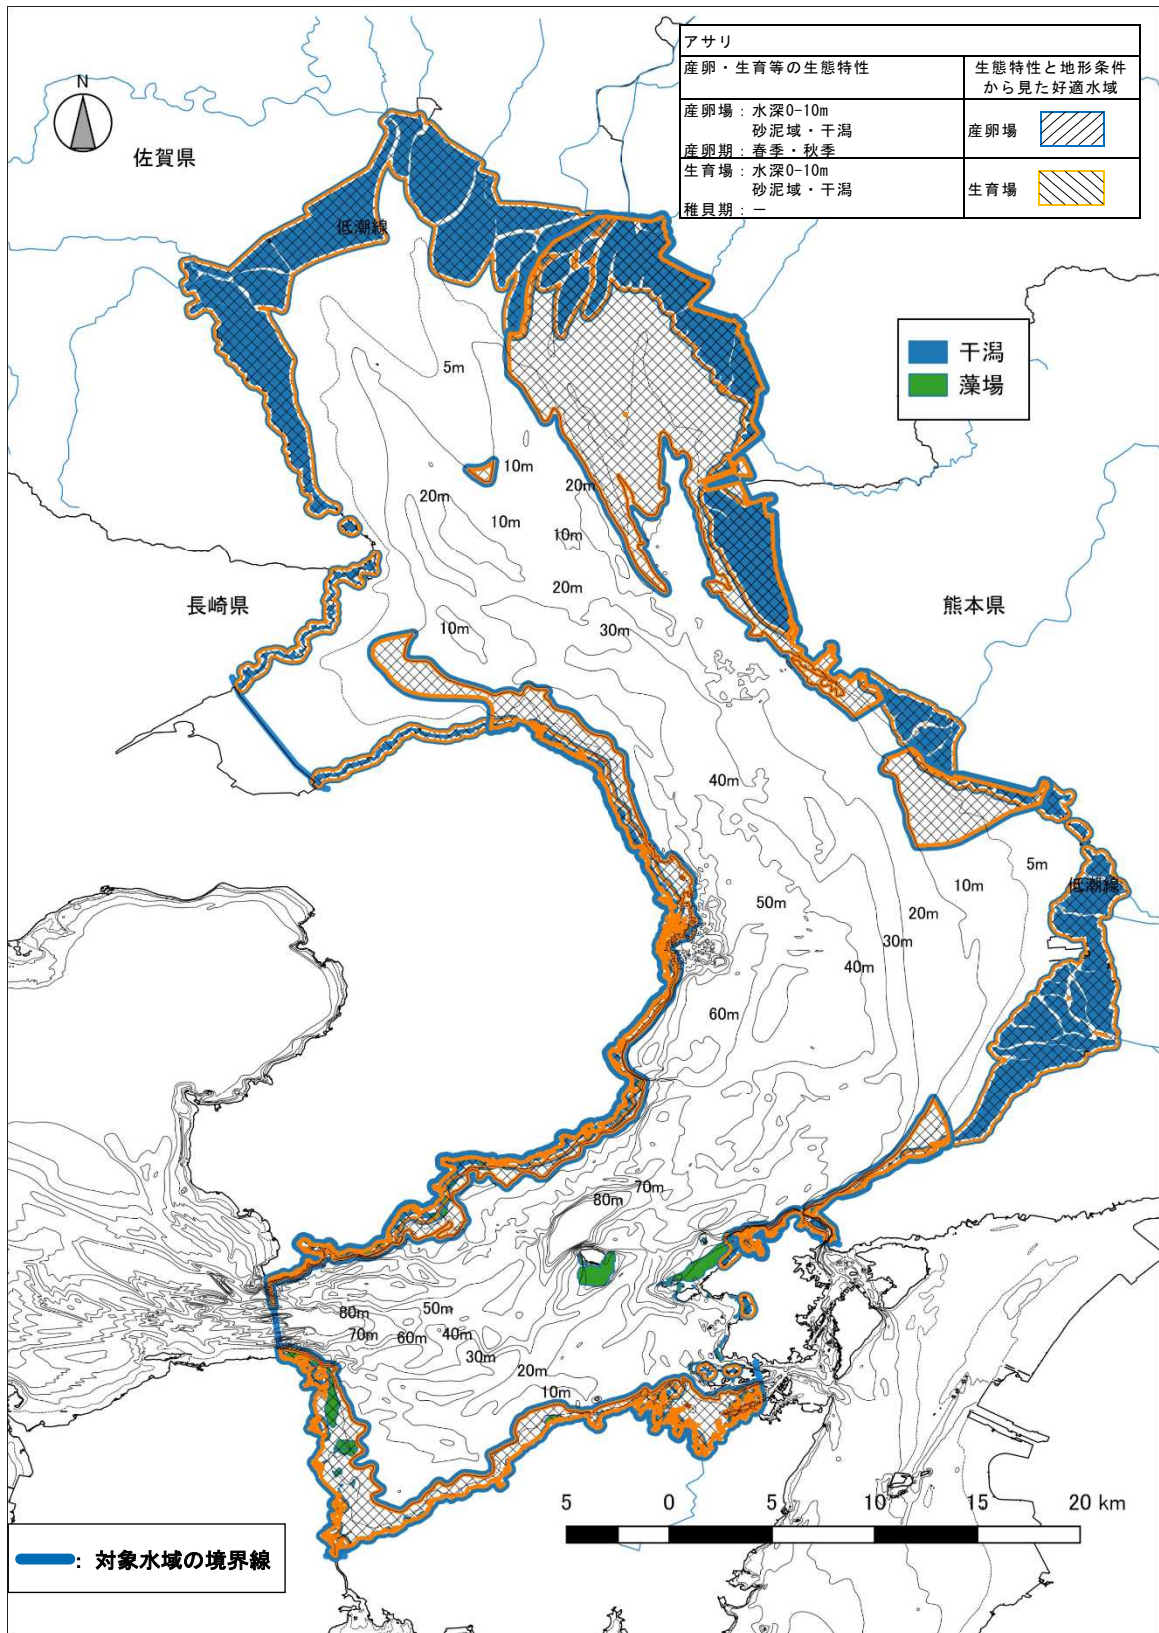 アサリ
産卵・生育等の生態特性
生態特性と地形条件
から見た好適水域
産卵場：水深0-10m
砂泥域・干潟
産卵期：春季・秋季
産卵場
生育場：水深0-10m
砂泥域・干潟
稚貝期：－
生育場
N
佐賀県
低潮線
干潟
藻場
5m
10m
20m
20m
10m
10m
20m
長崎県
熊本県
10m
30m
40m
5m
10m
低潮線
50m
20m
30m
40m
60m
70m
80m
50m
80m
70m
60m
40m
30m
20m
10m
5 0 5 10 15 20 km
：対象水域の境界線